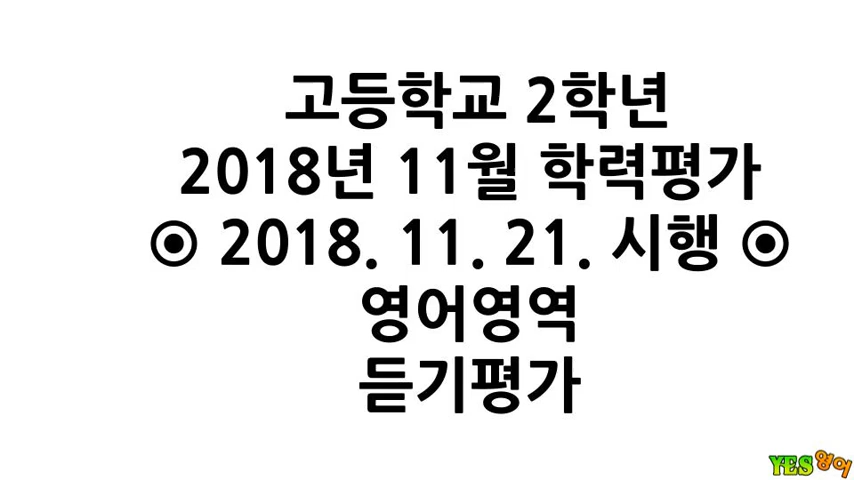 고등학교 2학년
2018년 11월 학력평가
⊙ 2018. 11. 21. 시행 ⊙
영어영역
듣기평가
YES영어